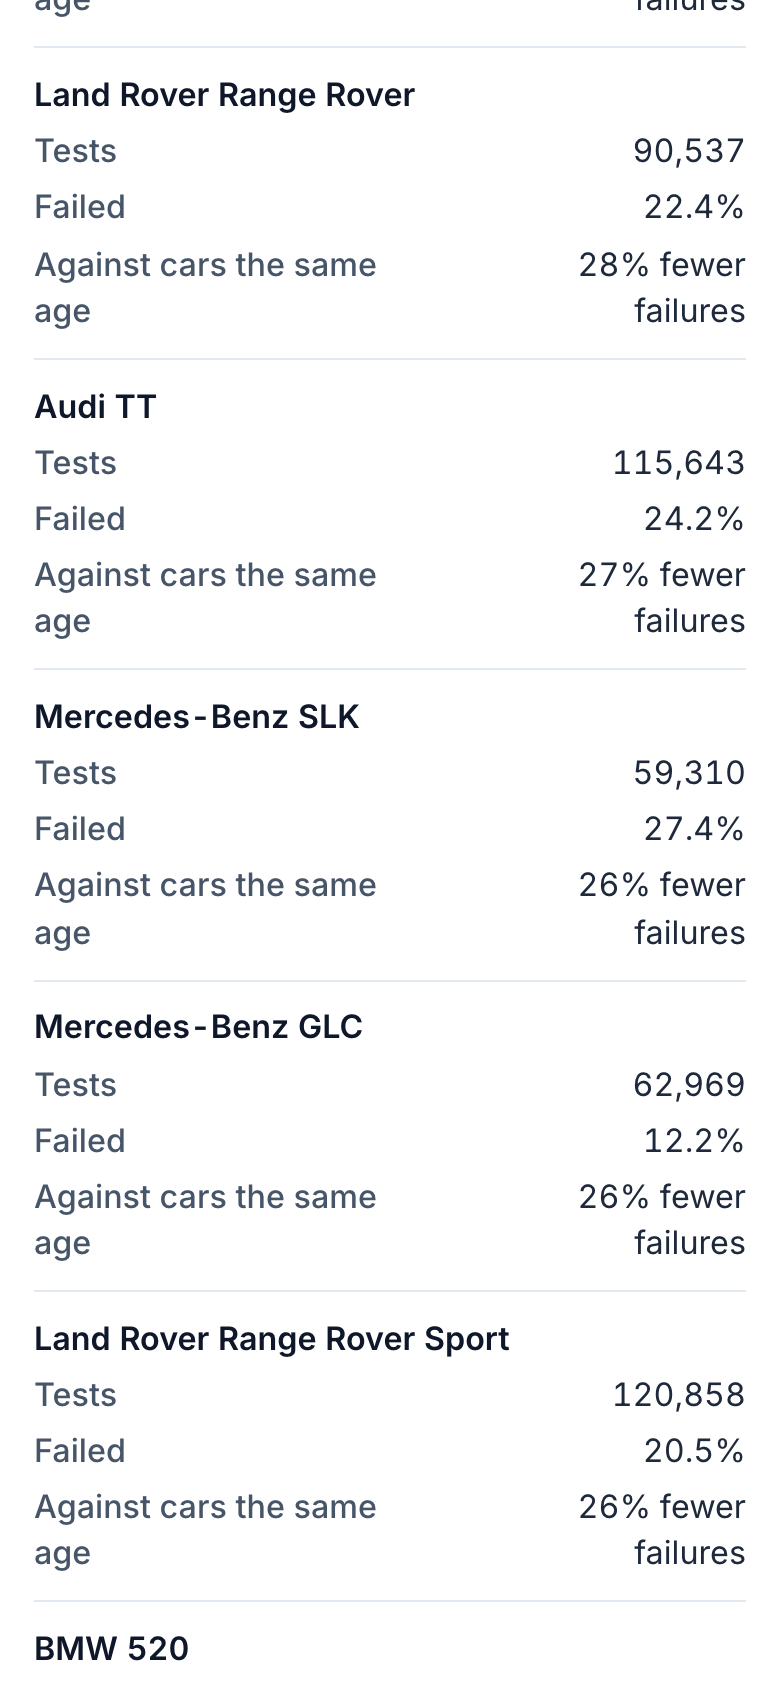 age failures
Land Rover Range Rover
Tests 90,537
Failed 22.4%
Against cars the same 28% fewer
age failures
Audi TT
Tests 115,643
Failed 24.2%
Against cars the same 27% fewer
age failures
Mercedes-Benz SLK
Tests 59,310
Failed 27.4%
Against cars the same 26% fewer
age failures
Mercedes-Benz GLC
Tests 62,969
Failed 12.2%
Against cars the same 26% fewer
age failures
Land Rover Range Rover Sport
Tests 120,858
Failed 20.5%
Against cars the same 26% fewer
age failures
BMW 520